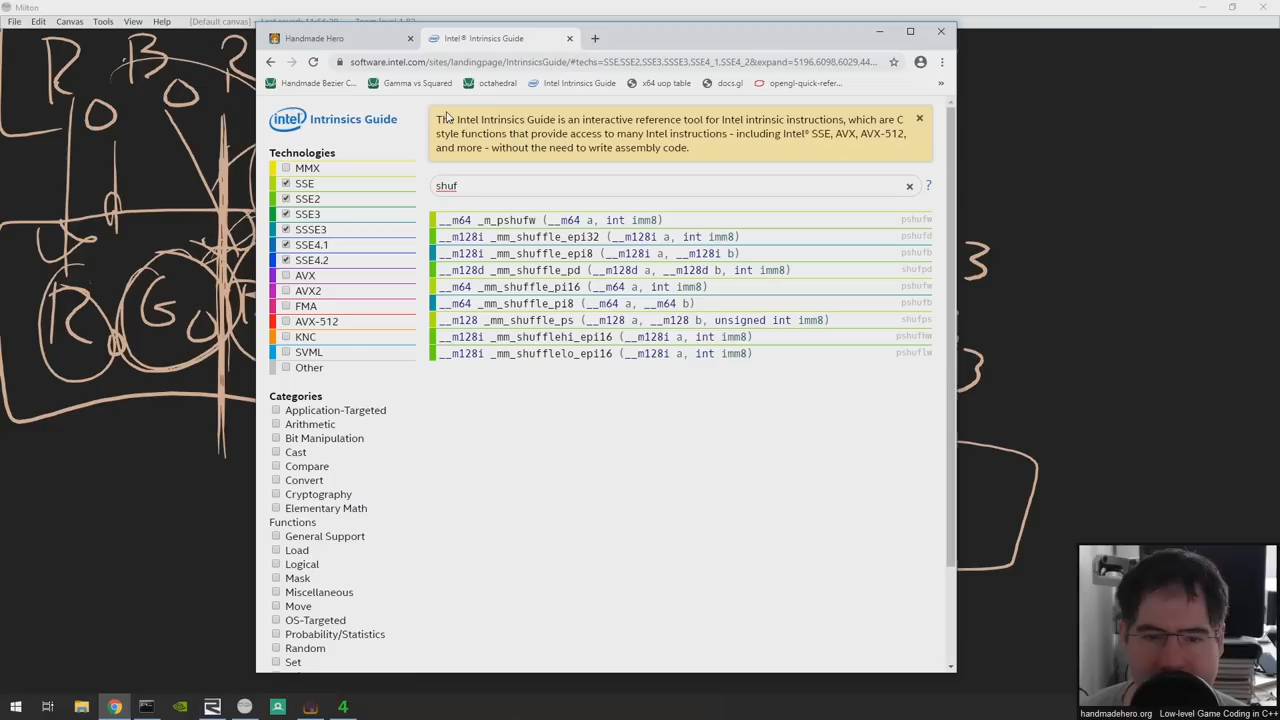 Milton
File Edit Canvas Tools View Help [Default canvas]
R B
R G
3
3
Handmade Hero
Intel® Intrinsics Guide
software.intel.com/sites/landingpage/IntrinsicsGuide/#techs=SSE,SSE2,SSE3,SSSE3,SSE4_1,SSE4_2&expand=5196,6098,6029,44...
Handmade Bezier C... Gamma vs Squared octahedral Intel Intrinsics Guide x64 uop table docs.gl opengl-quick-refer... »
intel Intrinsics Guide
The Intel Intrinsics Guide is an interactive reference tool for Intel intrinsic instructions, which are C
style functions that provide access to many Intel instructions - including Intel® SSE, AVX, AVX-512,
and more - without the need to write assembly code.
Technologies
MMX
SSE
SSE2
SSE3
SSSE3
SSE4.1
SSE4.2
AVX
AVX2
FMA
AVX-512
KNC
SVML
Other
Categories
Application-Targeted
Arithmetic
Bit Manipulation
Cast
Compare
Convert
Cryptography
Elementary Math
Functions
General Support
Load
Logical
Mask
Miscellaneous
Move
OS-Targeted
Probability/Statistics
Random
Set
shuf ?
__m64 _m_pshufw (__m64 a, int imm8) pshufw
__m128i _mm_shuffle_epi32 (__m128i a, int imm8) pshufd
__m128i _mm_shuffle_epi8 (__m128i a, __m128i b) pshufb
__m128d _mm_shuffle_pd (__m128d a, __m128d b, int imm8) shufpd
__m64 _mm_shuffle_pi16 (__m64 a, int imm8) pshufw
__m64 _mm_shuffle_pi8 (__m64 a, __m64 b) pshufb
__m128 _mm_shuffle_ps (__m128 a, __m128 b, unsigned int imm8) shufps
__m128i _mm_shufflehi_epi16 (__m128i a, int imm8) pshufhw
__m128i _mm_shufflelo_epi16 (__m128i a, int imm8) pshuflw
4
handmadehero.org Low-level Game Coding in C++